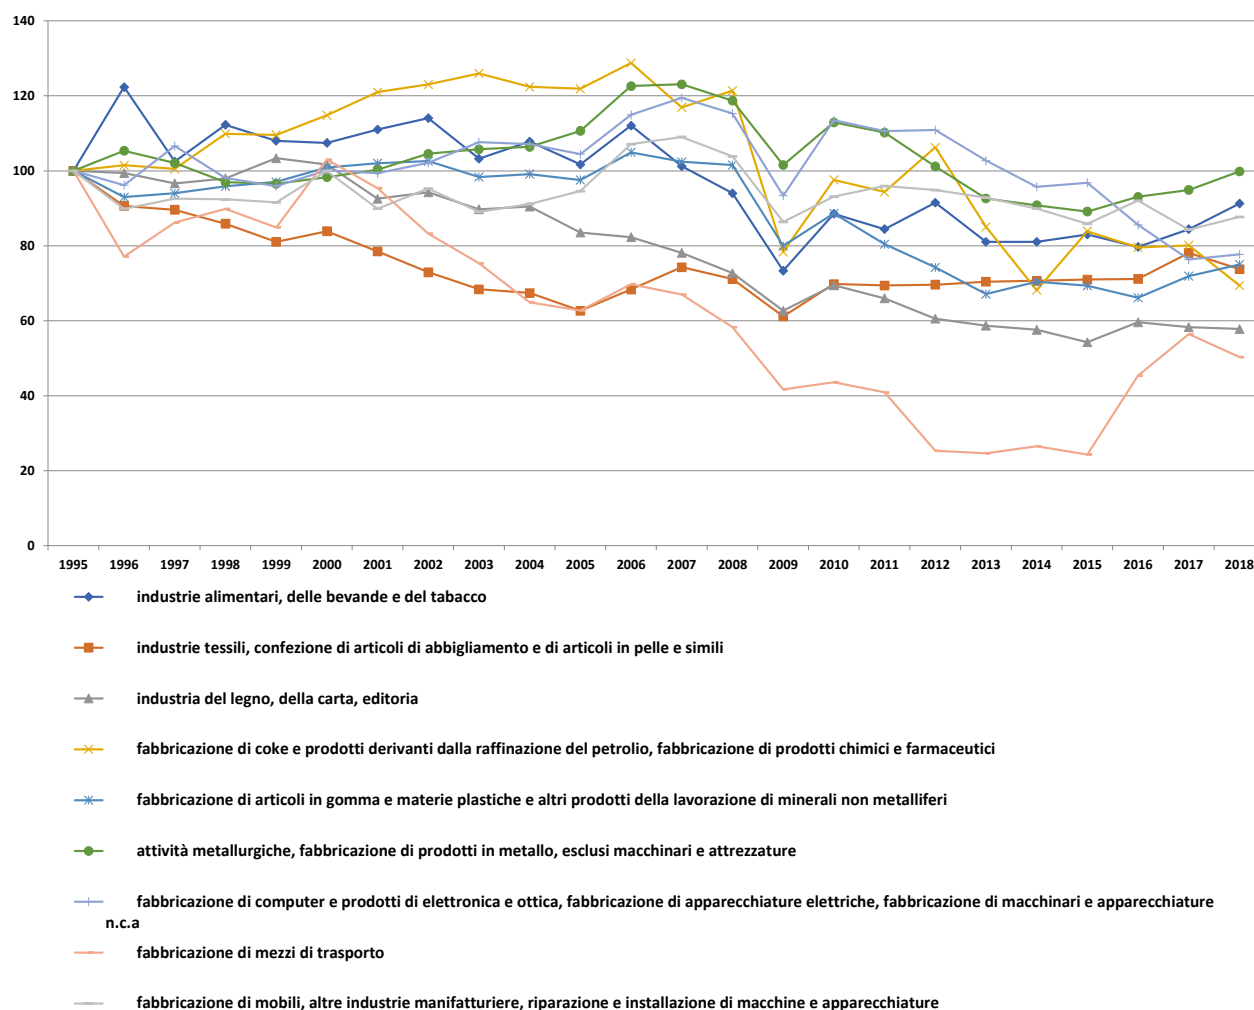 140
120
100
80
60
40
20
0
1995 1996 1997 1998 1999 2000 2001 2002 2003 2004 2005 2006 2007 2008 2009 2010 2011 2012 2013 2014 2015 2016 2017 2018
industrie alimentari, delle bevande e del tabacco
industrie tessili, confezione di articoli di abbigliamento e di articoli in pelle e simili
industria del legno, della carta, editoria
fabbricazione di coke e prodotti derivanti dalla raffinazione del petrolio, fabbricazione di prodotti chimici e farmaceutici
fabbricazione di articoli in gomma e materie plastiche e altri prodotti della lavorazione di minerali non metalliferi
attività metallurgiche, fabbricazione di prodotti in metallo, esclusi macchinari e attrezzature
fabbricazione di computer e prodotti di elettronica e ottica, fabbricazione di apparecchiature elettriche, fabbricazione di macchinari e apparecchiature
n.c.a
fabbricazione di mezzi di trasporto
fabbricazione di mobili, altre industrie manifatturiere, riparazione e installazione di macchine e apparecchiature